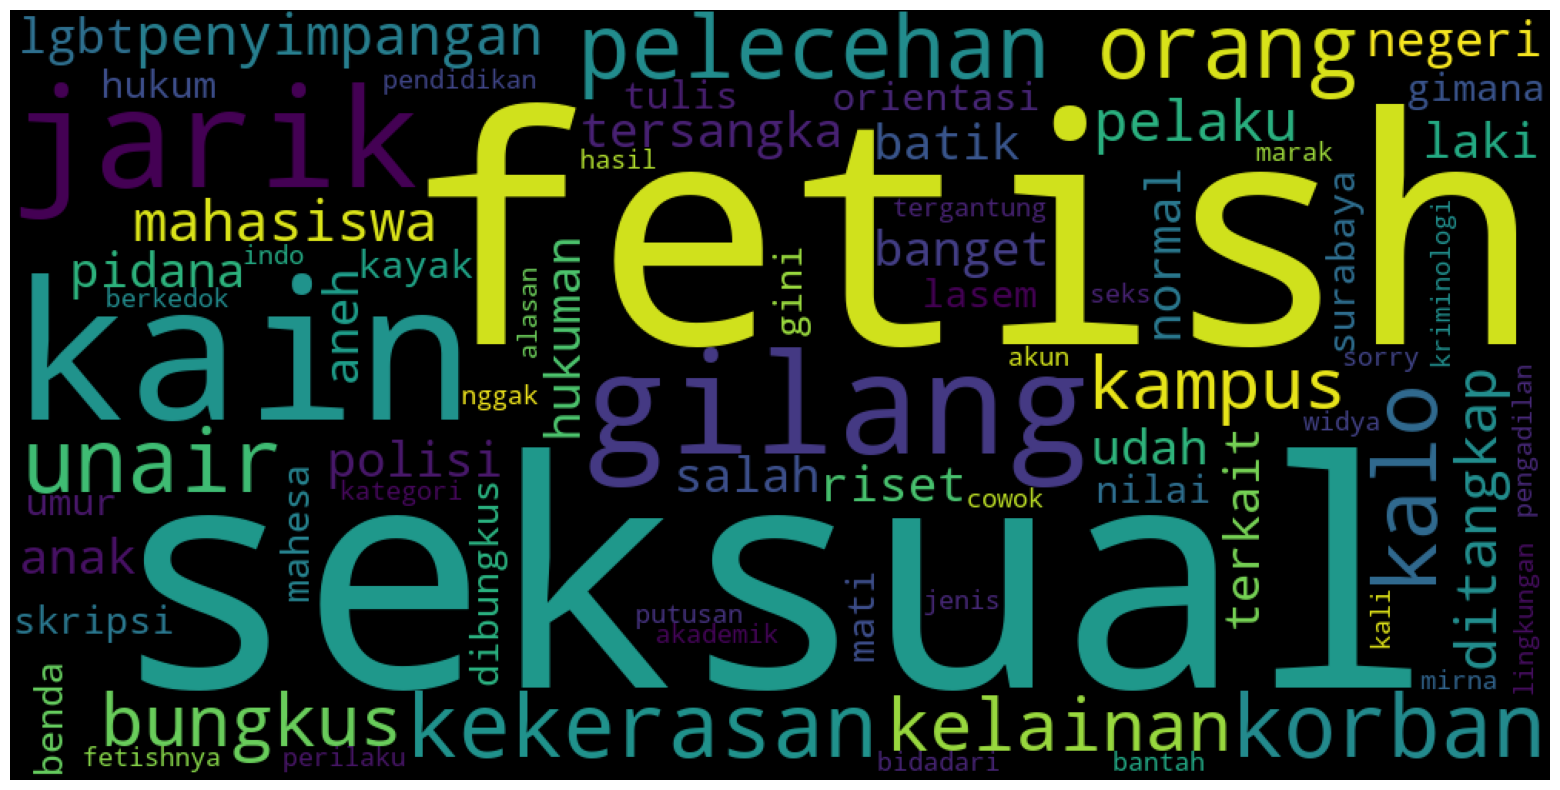 lgbt
penyimpangan
pelecehan
orang
negeri
hukum
pendidikan
jarik
tulis
orientasi
gimana
tersangka
batik
pelaku
laki
hasil
marak
fetish
mahasiswa
tergantung
normal
surabaya
kriminologi
pidana
indo
kayak
banget
berkedok
aneh
alasan
hukuman
gini
lasem
seks
kain
nggak
gilang
akun
sorry
kampus
kalo
ditangkap
pengadilan
widya
unair
polisi
salah
riset
cowok
udah
nilai
terkait
umur
kategori
mahesa
dibungkus
anak
seksual
skripsi
putusan
akademik
mati
jenis
kali
lingkungan
benda
bungkus
kekerasan
kelainan
korban
mirna
fetishnya
perilaku
bidadari
bantah